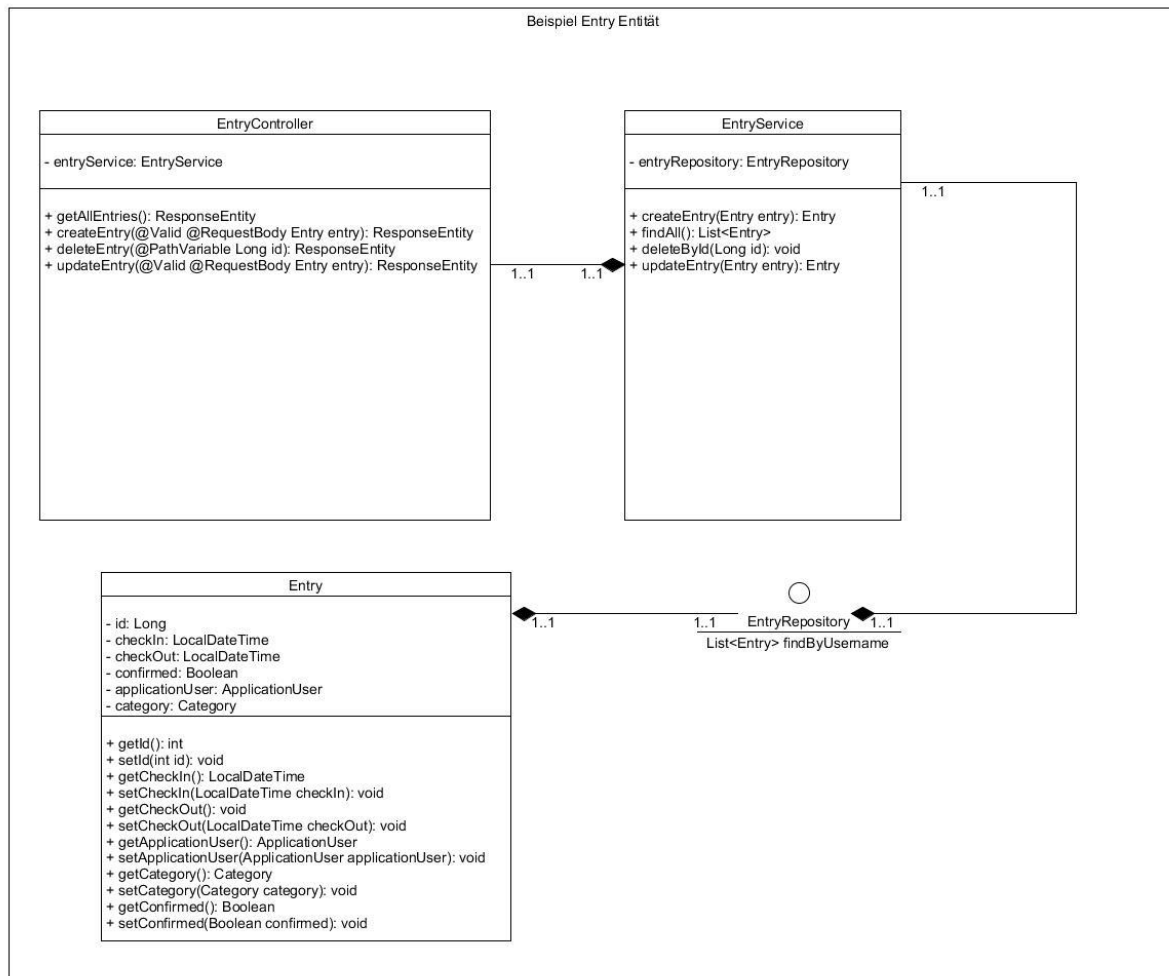 Beispiel Entry Entität
EntryController
- entryService: EntryService
+ getAllEntries(): ResponseEntity
+ createEntry(@Valid @RequestBody Entry entry): ResponseEntity
+ deleteEntry(@PathVariable Long id): ResponseEntity
+ updateEntry(@Valid @RequestBody Entry entry): ResponseEntity
1..1
1..1
EntryService
- entryRepository: EntryRepository
1..1
+ createEntry(Entry entry): Entry
+ findAll(): List<Entry>
+ deleteById(Long id): void
+ updateEntry(Entry entry): Entry
Entry
- id: Long
- checkIn: LocalDateTime
- checkOut: LocalDateTime
- confirmed: Boolean
- applicationUser: ApplicationUser
- category: Category
+ getId(): int
+ setId(int id): void
+ getCheckIn(): LocalDateTime
+ setCheckIn(LocalDateTime checkIn): void
+ getCheckOut(): void
+ setCheckOut(LocalDateTime checkOut): void
+ getApplicationUser(): ApplicationUser
+ setApplicationUser(ApplicationUser applicationUser): void
+ getCategory(): Category
+ setCategory(Category category): void
+ getConfirmed(): Boolean
+ setConfirmed(Boolean confirmed): void
1..1
1..1
EntryRepository
1..1
List<Entry> findByUsername